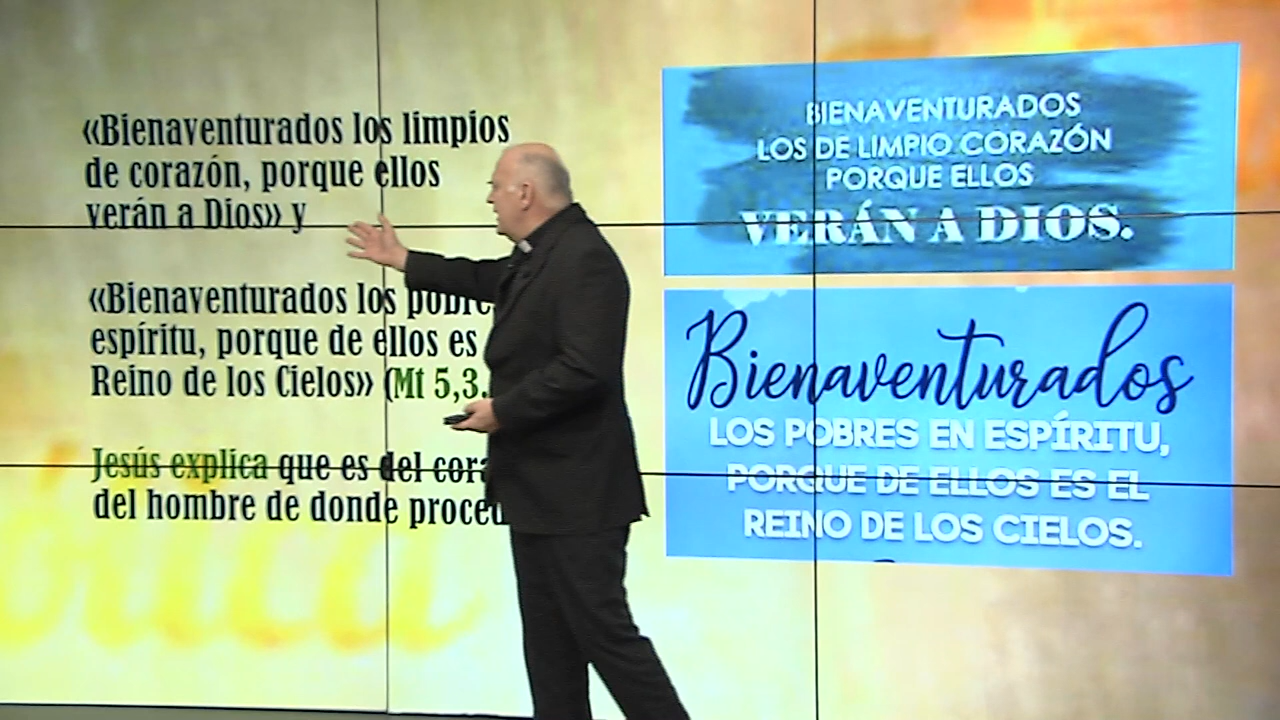 «Bienaventurados los limpios
de corazón, porque ellos
verán a Dios» y
«Bienaventurados los
espíritu, porque de ellos es
Reino de los Cielos» (Mt 5,3.
Jesús explica que es del
del hombre de donde
BIENAVENTURADOS
LOS DE LIMPIO CORAZÓN
PORQUE ELLOS
VERÁN A DIOS.
Bienaventurados
LOS POBRES EN ESPÍRITU,
PORQUE DE ELLOS ES EL
REINO DE LOS CIELOS.